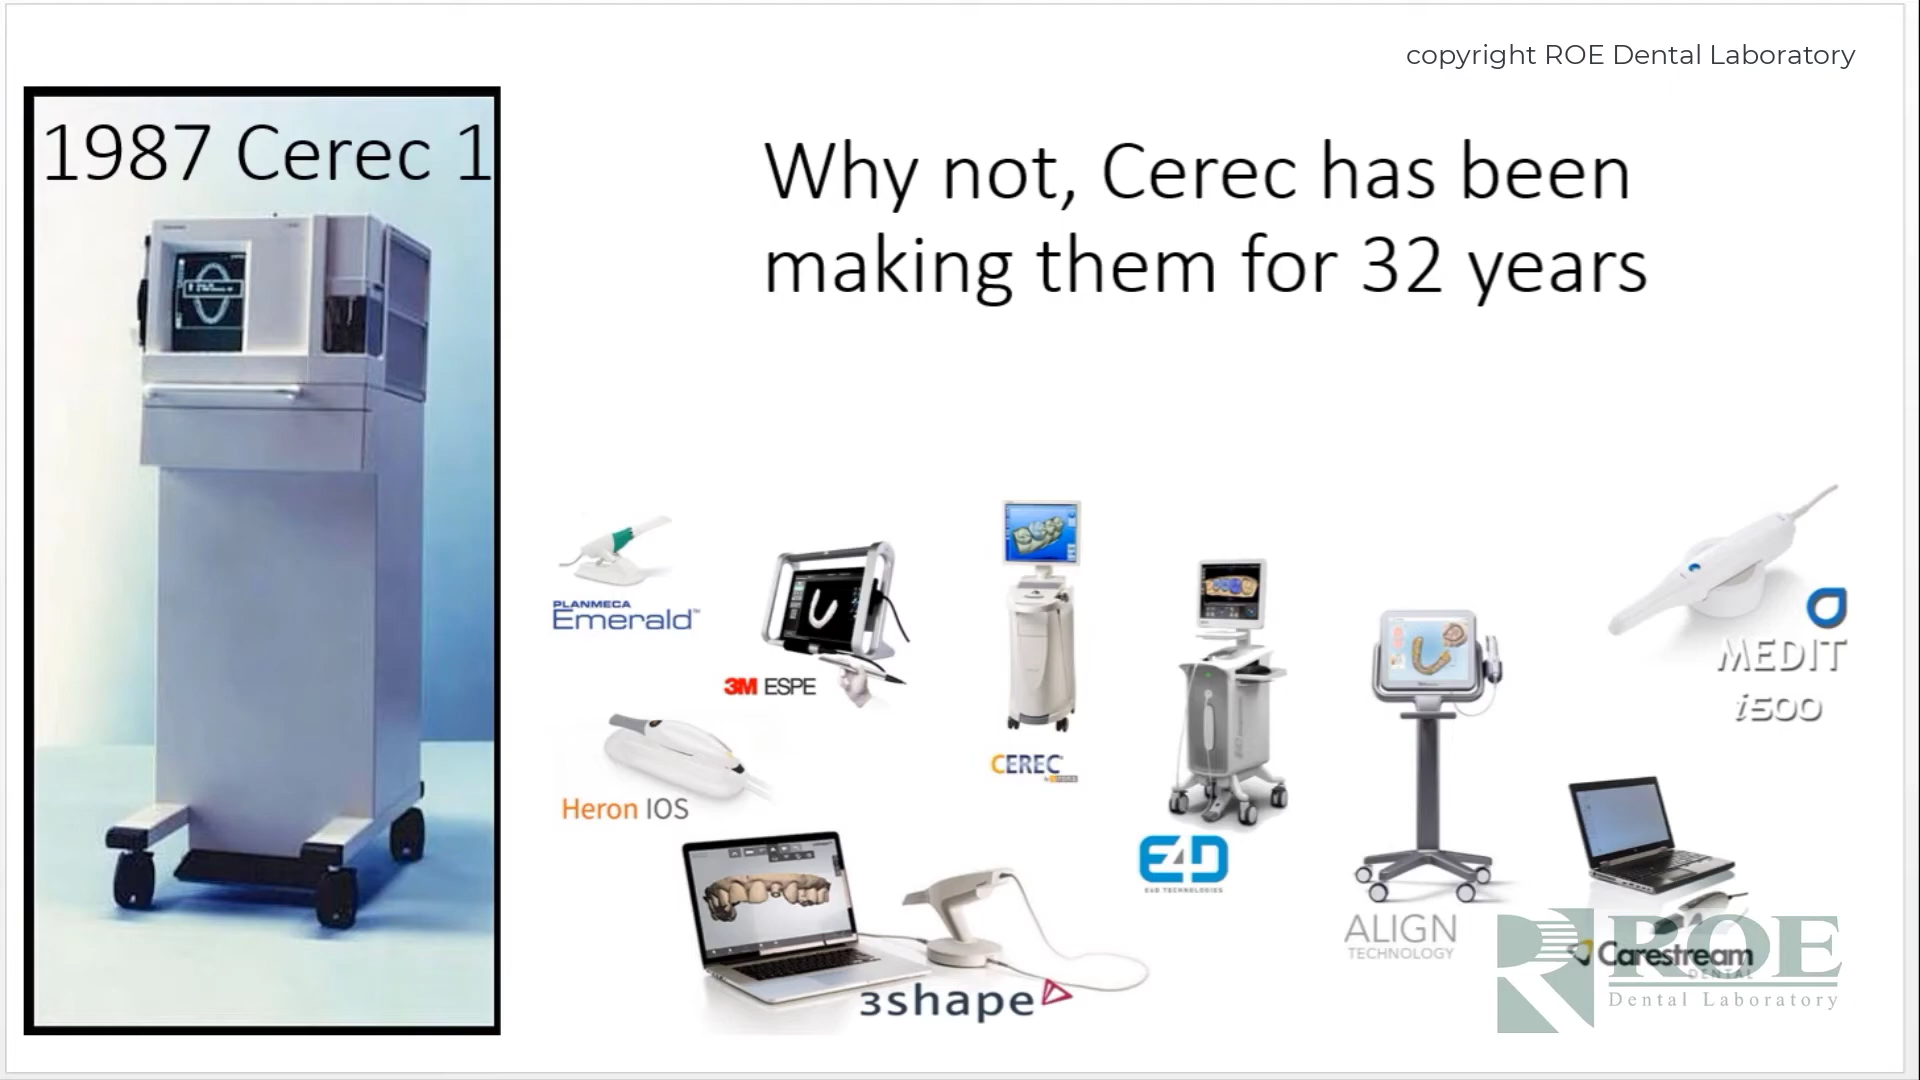 copyright ROE Dental Laboratory
1987 Cerec 1
Why not, Cerec has been
making them for 32 years
PLANMECA
Emerald™
3M ESPE
CEREC
Heron IOS
E4D
E4D TECHNOLOGIES
3shape
ALIGN
TECHNOLOGY
MEDIT
i500
Carestream
DENTAL
ROE
Dental Laboratory